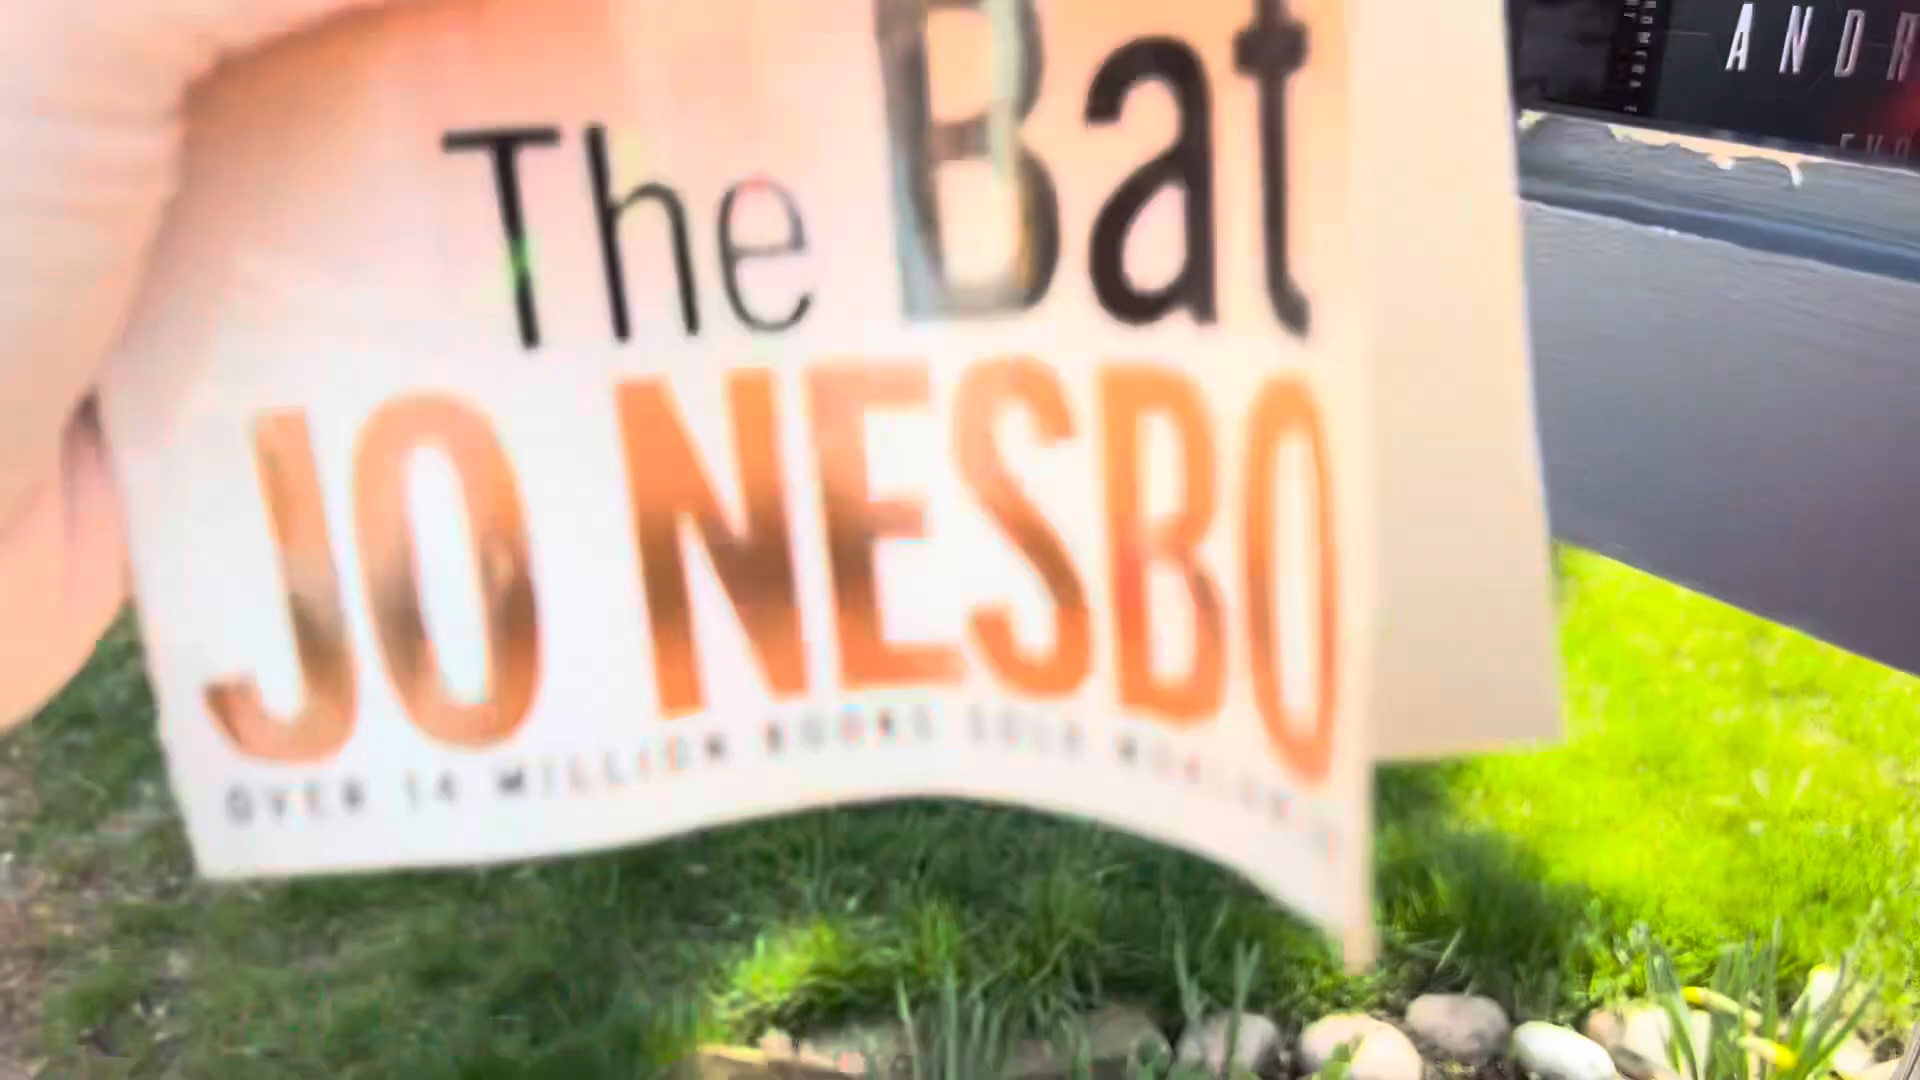 The Bat
JO NESBO
OVER 14 MILLION BOOKS SOLD WORLDWIDE
ANDR